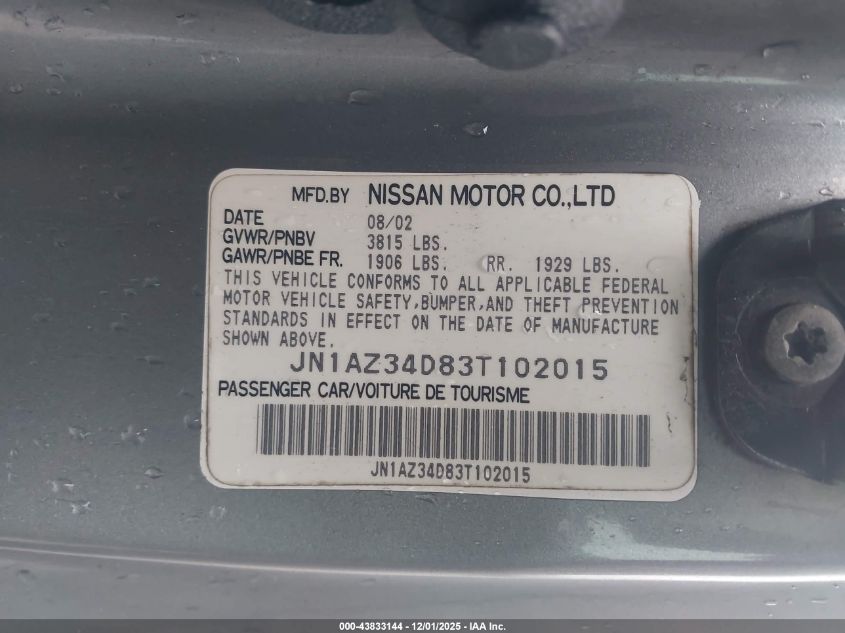 MFD.BY NISSAN MOTOR CO.,LTD
DATE 08/02
GVWR/PNBV 3815 LBS.
GAWR/PNBE FR. 1906 LBS. RR. 1929 LBS.
THIS VEHICLE CONFORMS TO ALL APPLICABLE FEDERAL
MOTOR VEHICLE SAFETY,BUMPER,AND THEFT PREVENTION
STANDARDS IN EFFECT ON THE DATE OF MANUFACTURE
SHOWN ABOVE.
JN1AZ34D83T102015
PASSENGER CAR/VOITURE DE TOURISME
JN1AZ34D83T102015
000-43833144 - 12/01/2025 - IAA Inc.